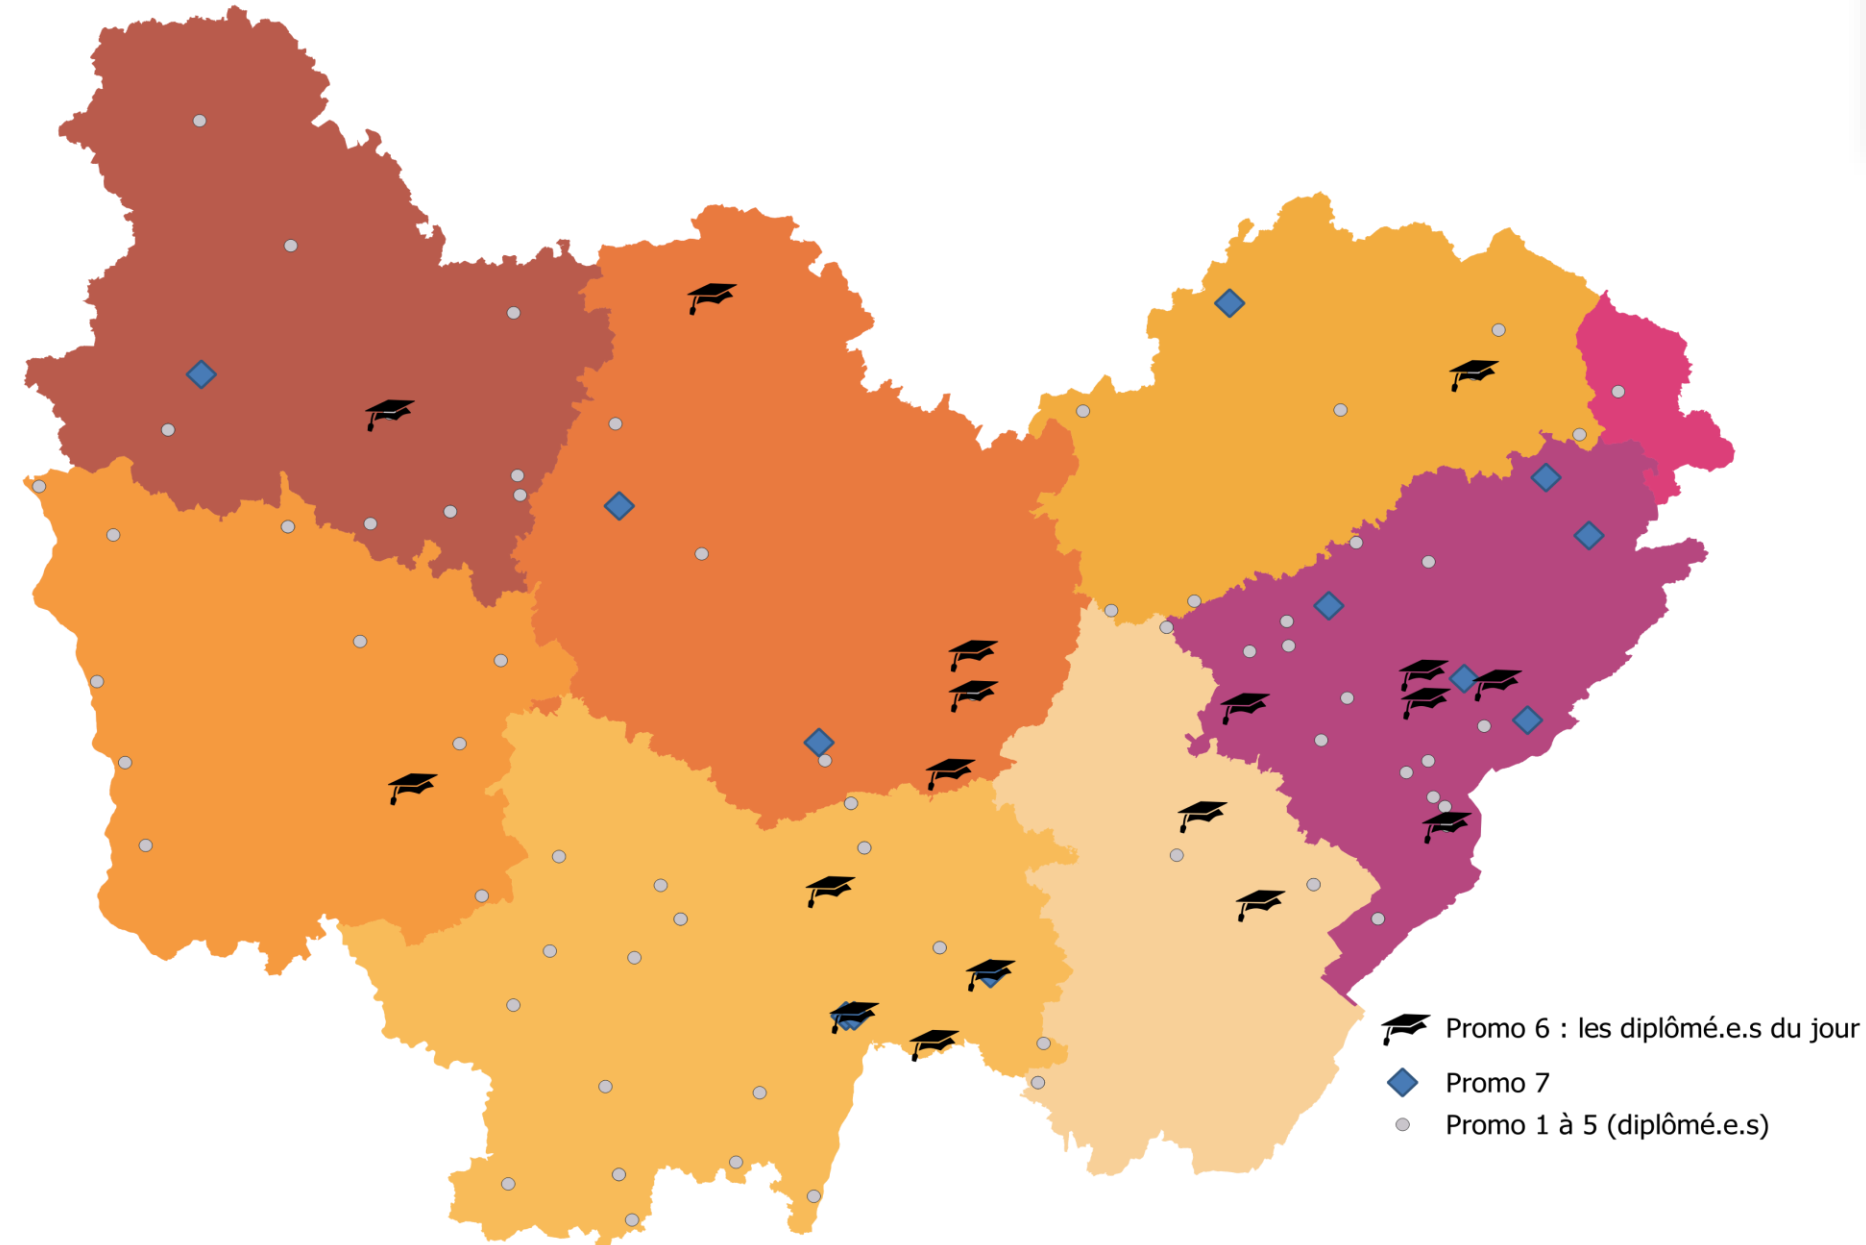 Promo 6 : les diplômé.e.s du jour
Promo 7
Promo 1 à 5 (diplômé.e.s)